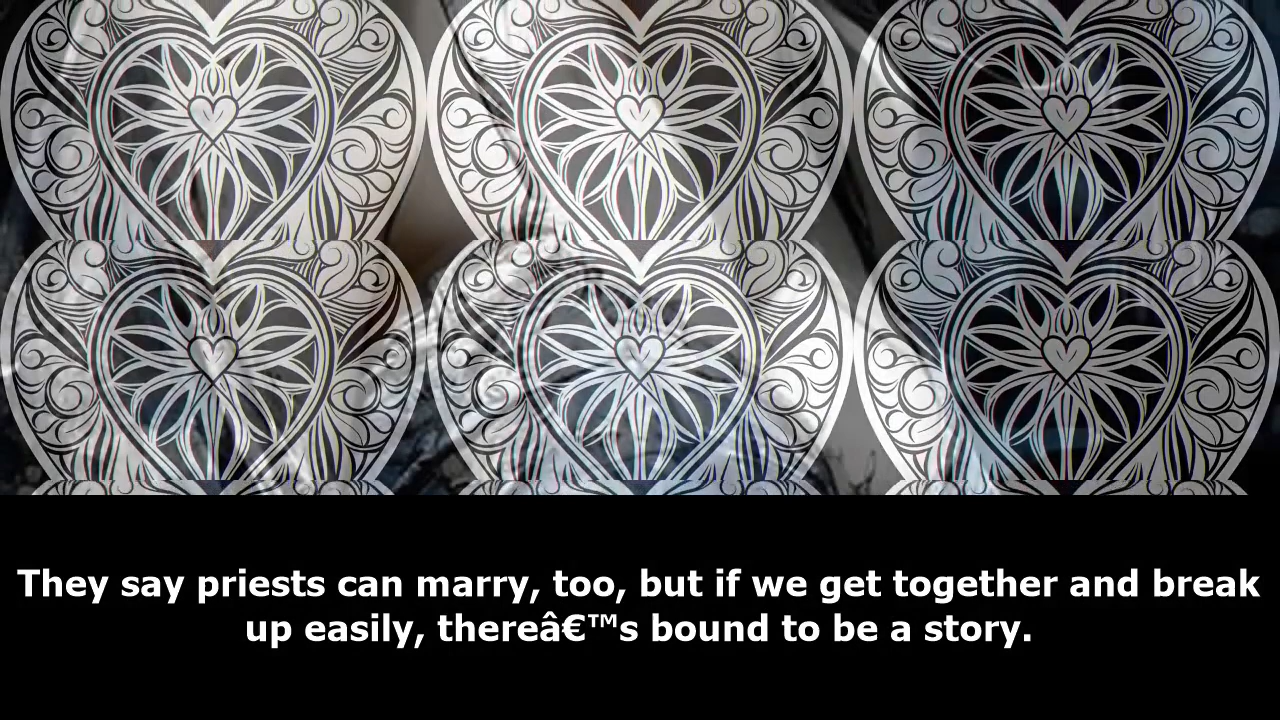 They say priests can marry, too, but if we get together and break
up easily, thereâ€™s bound to be a story.